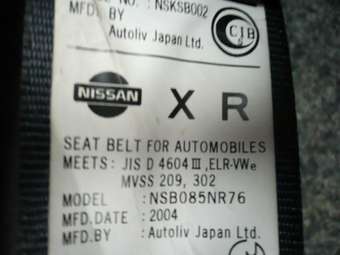 NO. : NSKSB002
MFD. BY :
Autoliv Japan Ltd.
CIB
NISSAN X R
SEAT BELT FOR AUTOMOBILES
MEETS: JIS D 4604 III ,ELR-VWe
MVSS 209, 302
MODEL : NSB085NR76
MFD.DATE : 2004
MFD.BY : Autoliv Japan Ltd.